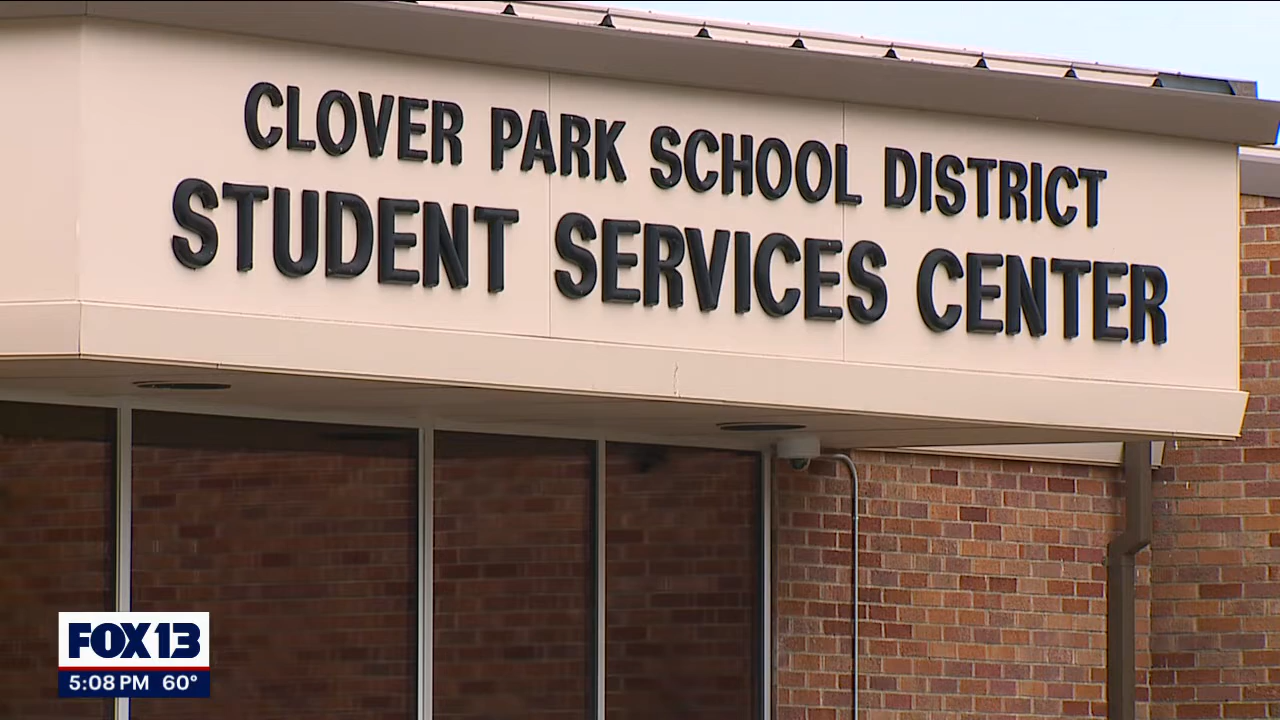 CLOVER PARK SCHOOL DISTRICT
STUDENT SERVICES CENTER
FOX 13
5:08 PM 60°